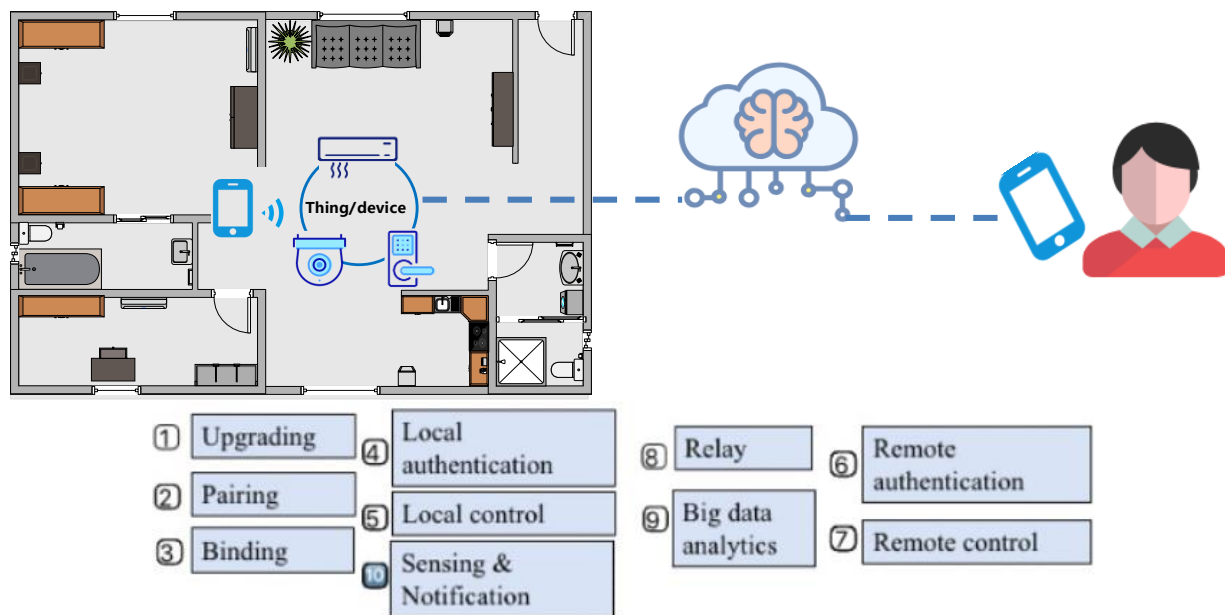 Thing/device
1 Upgrading
2 Pairing
3 Binding
4 Local
authentication
5 Local control
10 Sensing &
Notification
8 Relay
9 Big data
analytics
6 Remote
authentication
7 Remote control